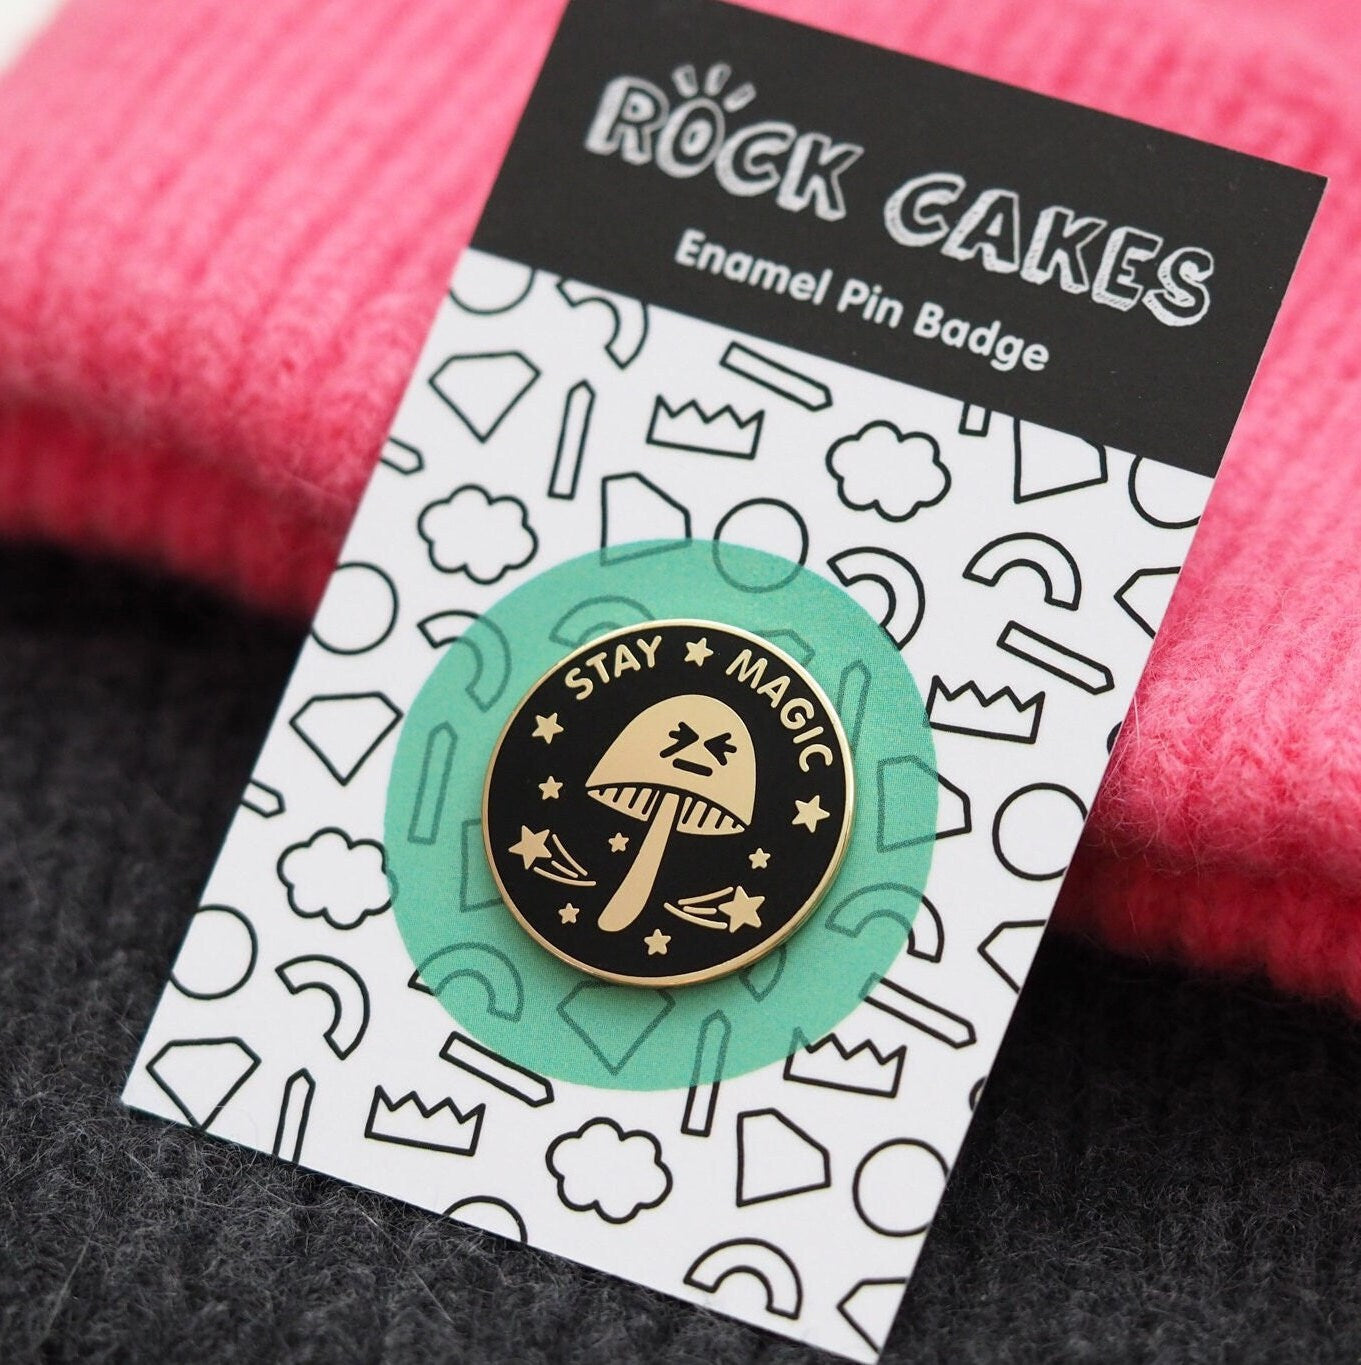 ROCK CAKES
Enamel Pin Badge
STAY ★ MAGIC